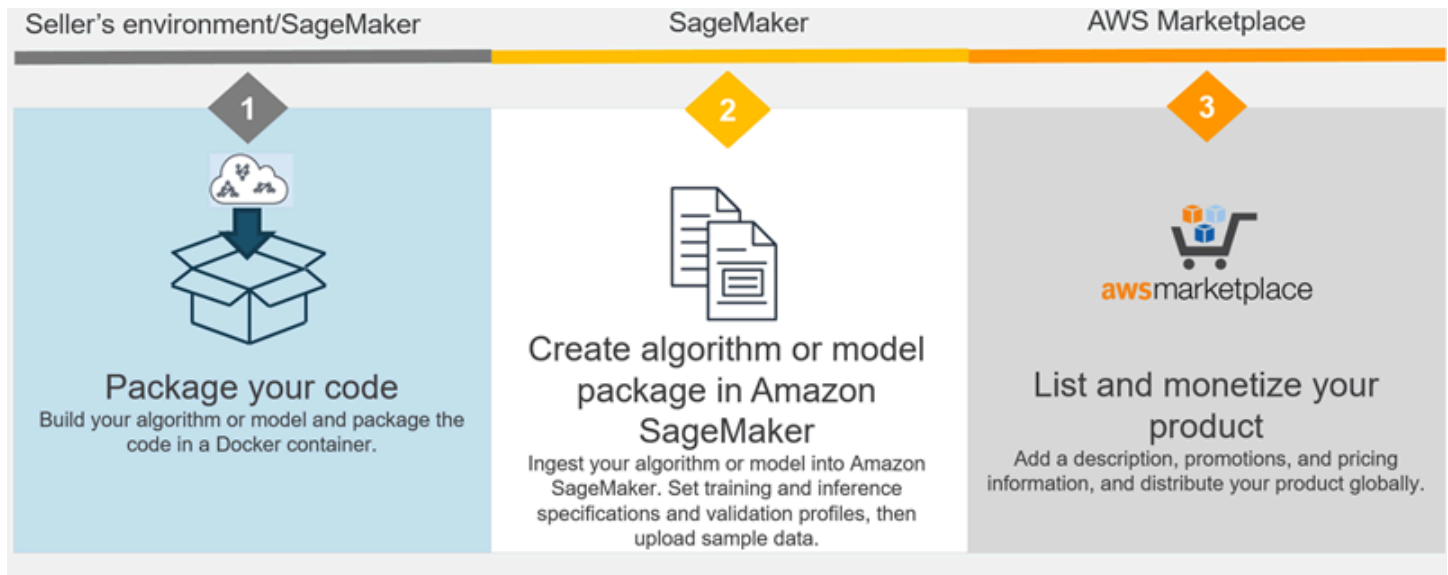 Seller's environment/SageMaker
SageMaker
AWS Marketplace
1
2
3
awsmarketplace
Package your code
Build your algorithm or model and package the
code in a Docker container.
Create algorithm or model
package in Amazon
SageMaker
Ingest your algorithm or model into Amazon
SageMaker. Set training and inference
specifications and validation profiles, then
upload sample data.
List and monetize your
product
Add a description, promotions, and pricing
information, and distribute your product globally.